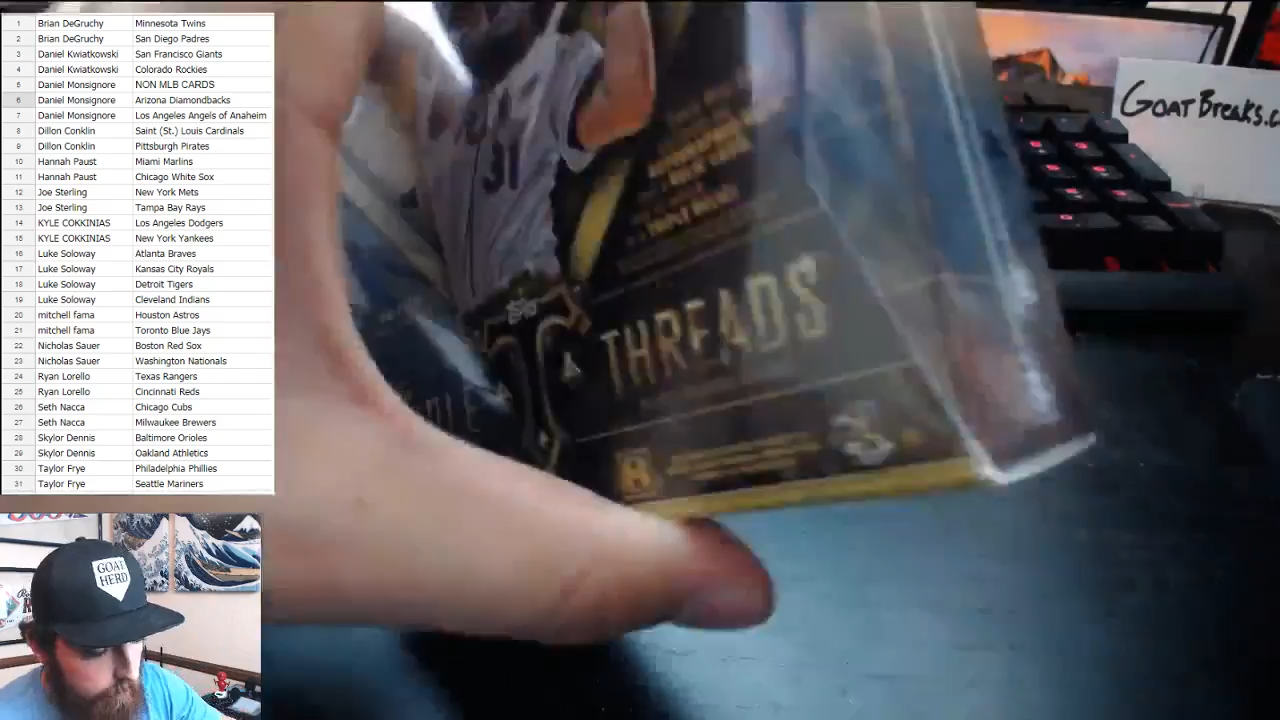 1 Brian DeGruchy Minnesota Twins
2 Brian DeGruchy San Diego Padres
3 Daniel Kwiatkowski San Francisco Giants
4 Daniel Kwiatkowski Colorado Rockies
5 Daniel Monsignore NON MLB CARDS
6 Daniel Monsignore Arizona Diamondbacks
7 Daniel Monsignore Los Angeles Angels of Anaheim
8 Dillon Conklin Saint (St.) Louis Cardinals
9 Dillon Conklin Pittsburgh Pirates
10 Hannah Paust Miami Marlins
11 Hannah Paust Chicago White Sox
12 Joe Sterling New York Mets
13 Joe Sterling Tampa Bay Rays
14 KYLE COKKINIAS Los Angeles Dodgers
15 KYLE COKKINIAS New York Yankees
16 Luke Soloway Atlanta Braves
17 Luke Soloway Kansas City Royals
18 Luke Soloway Detroit Tigers
19 Luke Soloway Cleveland Indians
20 mitchell fama Houston Astros
21 mitchell fama Toronto Blue Jays
22 Nicholas Sauer Boston Red Sox
23 Nicholas Sauer Washington Nationals
24 Ryan Lorello Texas Rangers
25 Ryan Lorello Cincinnati Reds
26 Seth Nacca Chicago Cubs
27 Seth Nacca Milwaukee Brewers
28 Skylor Dennis Baltimore Orioles
29 Skylor Dennis Oakland Athletics
30 Taylor Frye Philadelphia Phillies
31 Taylor Frye Seattle Mariners
31
THREADS
GOATBREAKS.C
GOAT
HERD